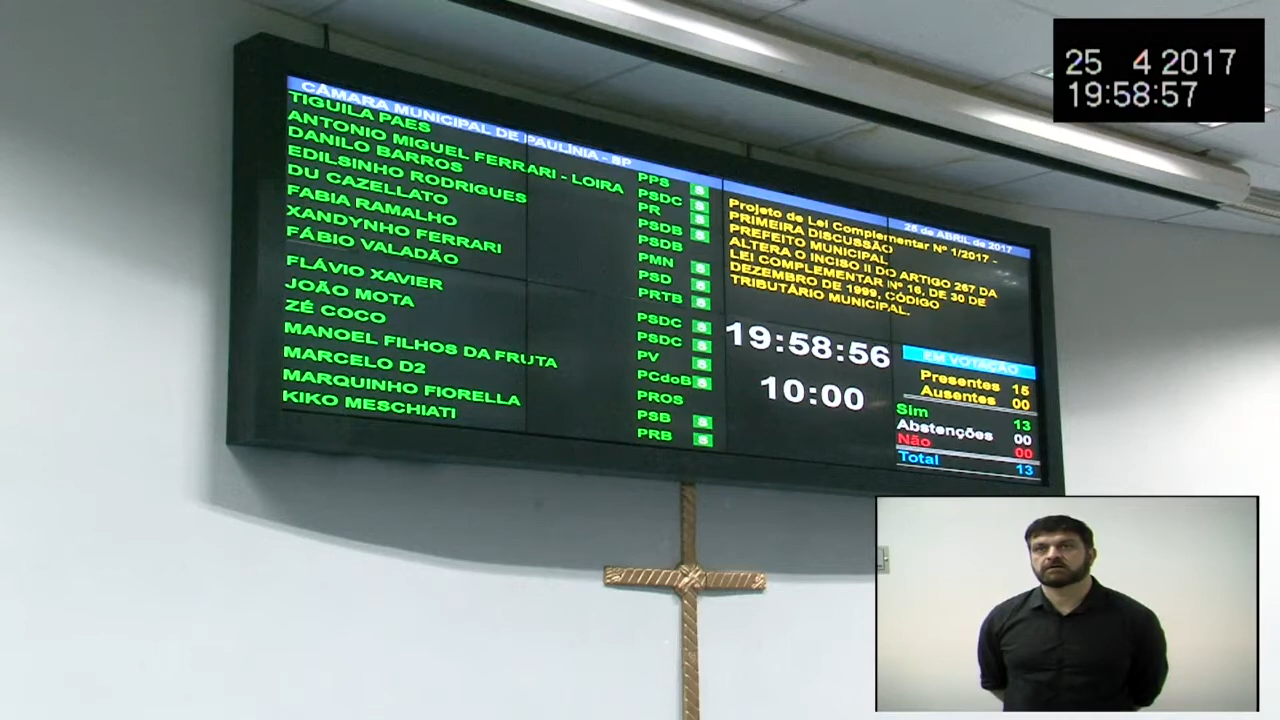 25 4 2017
19:58:57
CÂMARA MUNICIPAL DE PAULÍNIA - SP
25 de ABRIL de 2017
TIGUILA PAES PPS S
ANTONIO MIGUEL FERRARI - LOIRA PSDC S
DANILO BARROS PR S
EDILSINHO RODRIGUES PSDB S
DU CAZELLATO PSDB
FABIA RAMALHO PMN S
XANDYNHO FERRARI PSD S
FÁBIO VALADÃO PRTB S
FLÁVIO XAVIER PSDC S
JOÃO MOTA PSDC S
ZÉ COCO PV S
MANOEL FILHOS DA FRUTA PCdoB S
MARCELO D2 PROS
MARQUINHO FIORELLA PSB S
KIKO MESCHIATI PRB S
Projeto de Lei Complementar Nº 1/2017 -
PRIMEIRA DISCUSSÃO
PREFEITO MUNICIPAL
ALTERA O INCISO II DO ARTIGO 267 DA
LEI COMPLEMENTAR Nº 16, DE 30 DE
DEZEMBRO DE 1999, CÓDIGO
TRIBUTÁRIO MUNICIPAL.
19:58:56
10:00
EM VOTAÇÃO
Presentes 15
Ausentes 00
Sim 13
Abstenções 00
Não 00
Total 13